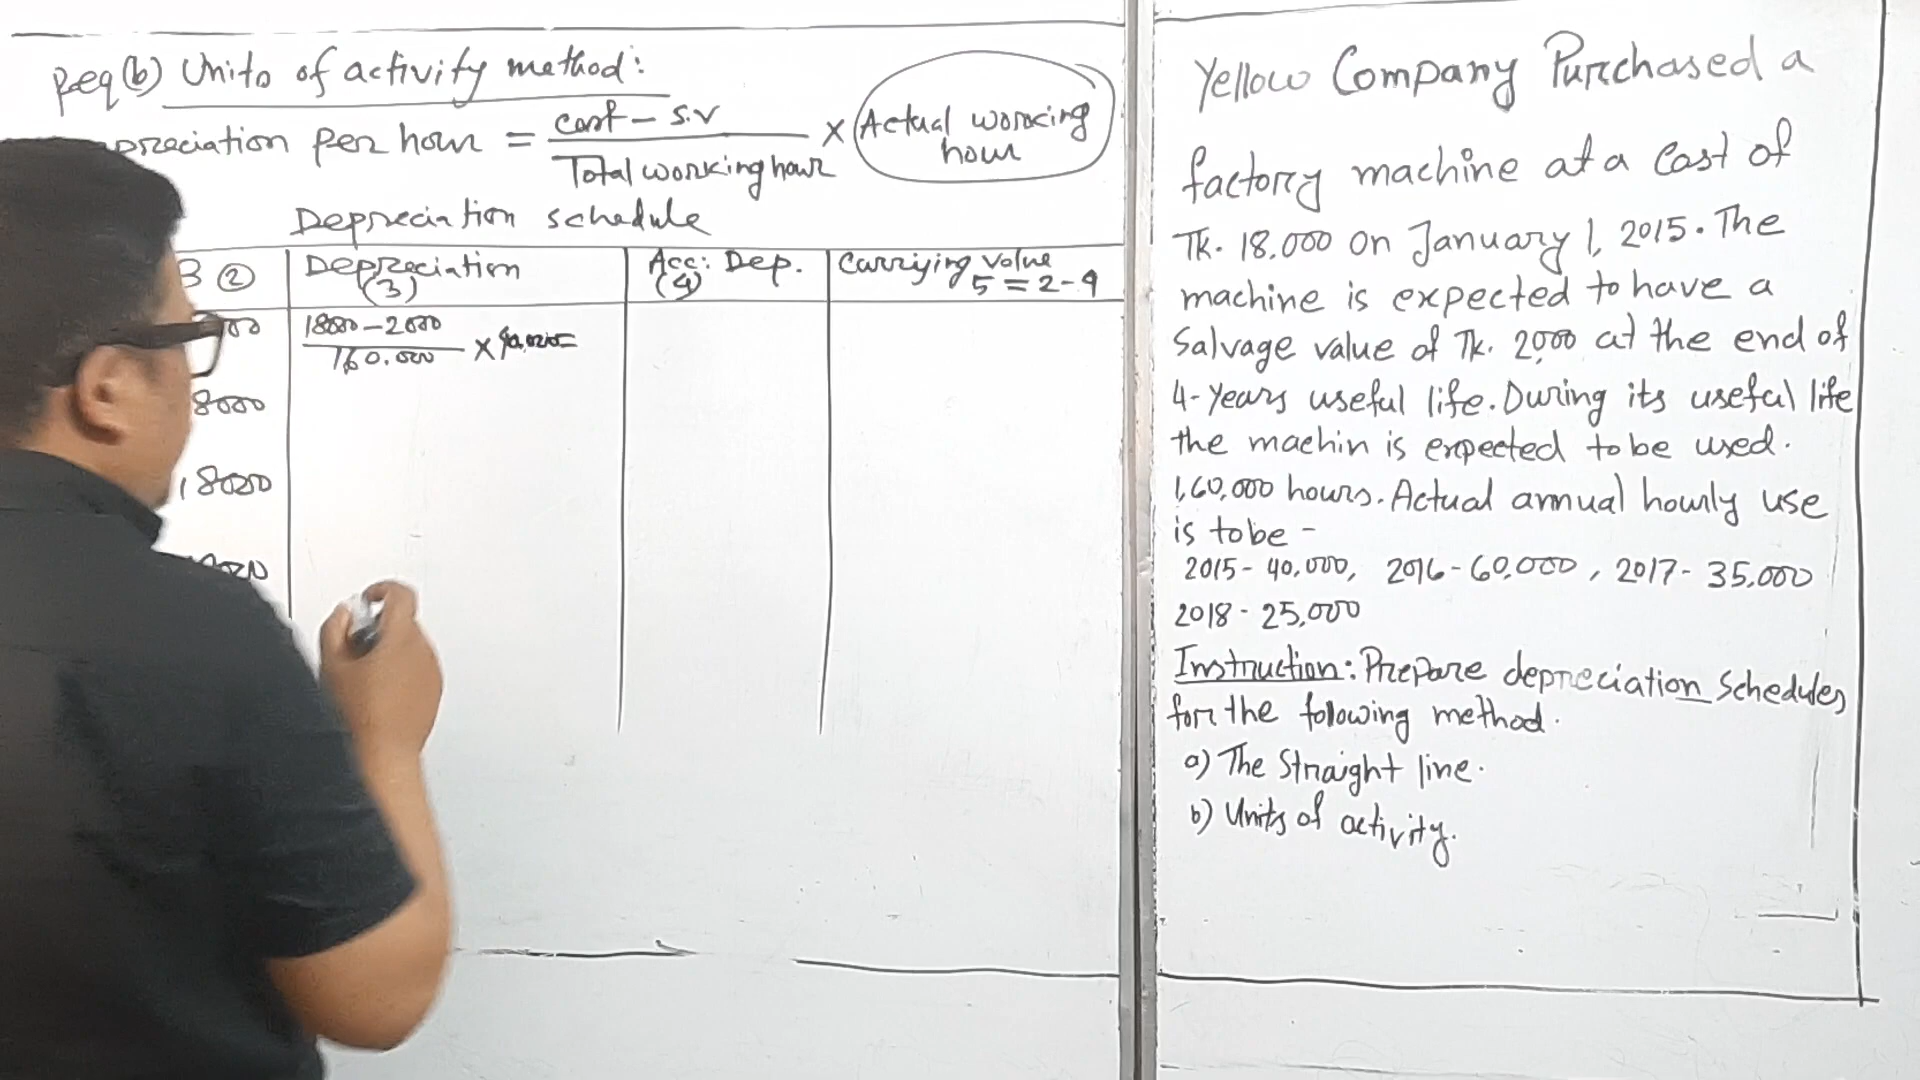 Req (b) Units of activity method:
preciation per hour = cost - s.v / Total working hour × Actual working hour
Depreciation schedule
B ② Depreciation (3) Acc: Dep. (4) Carriying value 5 = 2-4
18000-2000 / 160.000 × 40,000=
8000
18000
Yellow Company Purchased a
factory machine at a Cost of
Tk. 18.000 on January 1, 2015. The
machine is expected to have a
Salvage value of Tk. 2,000 at the end of
4-Years useful life. During its useful life
the machin is expected to be used.
1,60,000 hours. Actual annual hourly use
is to be -
2015- 40,000, 2016-60,000, 2017- 35.000
2018 - 25,000
Instruction: Prepare depreciation Schedules
for the folowing method.
a) The Straight line.
b) Units of activity.